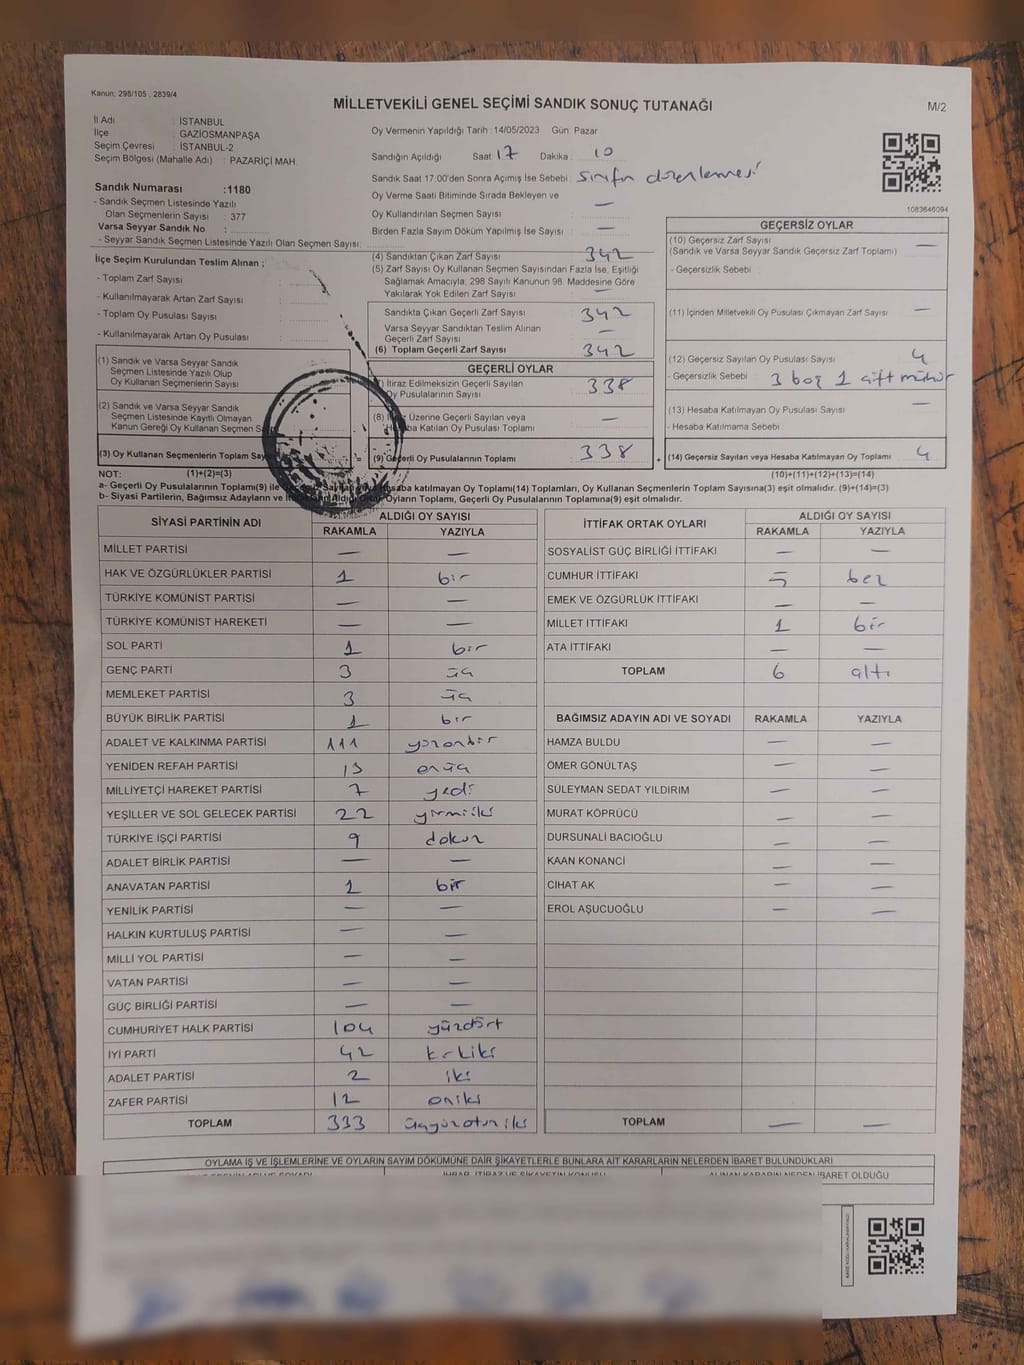 Kanun; 298/105 , 2839/4
MİLLETVEKİLİ GENEL SEÇİMİ SANDIK SONUÇ TUTANAĞI
M/2
İl Adı : İSTANBUL
İlçe : GAZİOSMANPAŞA
Seçim Çevresi : İSTANBUL-2
Seçim Bölgesi (Mahalle Adı) : PAZARİÇİ MAH.
Sandık Numarası :1180
- Sandık Seçmen Listesinde Yazılı
Olan Seçmenlerin Sayısı : 377
Varsa Seyyar Sandık No :
- Seyyar Sandık Seçmen Listesinde Yazılı Olan Seçmen Sayısı:
Oy Vermenin Yapıldığı Tarih :14/05/2023 Gün: Pazar
Sandığın Açıldığı Saat: 17 Dakika : 10
Sandık Saat 17:00'den Sonra Açımış İse Sebebi : sınıfın düzenlemesi
Oy Verme Saati Bitiminde Sırada Bekleyen ve
Oy Kullandırılan Seçmen Sayısı : —
Birden Fazla Sayım Döküm Yapılmış İse Sayısı : —
1083646094
İlçe Seçim Kurulundan Teslim Alınan ;
- Toplam Zarf Sayısı :
- Kullanılmayarak Artan Zarf Sayısı :
- Toplam Oy Pusulası Sayısı :
- Kullanılmayarak Artan Oy Pusulası :
(1) Sandık ve Varsa Seyyar Sandık
Seçmen Listesinde Yazılı Olup
Oy Kullanan Seçmenlerin Sayısı
(2) Sandık ve Varsa Seyyar Sandık
Seçmen Listesinde Kayıtlı Olmayan
Kanun Gereği Oy Kullanan Seçmen
(3) Oy Kullanan Seçmenlerin Toplam
(4) Sandıktan Çıkan Zarf Sayısı : 342
(5) Zarf Sayısı Oy Kullanan Seçmen Sayısından Fazla İse, Eşitliği
Sağlamak Amacıyla, 298 Sayılı Kanunun 98. Maddesine Göre
Yakılarak Yok Edilen Zarf Sayısı : —
Sandıkta Çıkan Geçerli Zarf Sayısı : 342
Varsa Seyyar Sandıktan Teslim Alınan
Geçerli Zarf Sayısı : —
(6) Toplam Geçerli Zarf Sayısı : 342
GEÇERLİ OYLAR
İtiraz Edilmeksizin Geçerli Sayılan
Oy Pusulalarının Sayısı : 338
(8) Üzerine Geçerli Sayılan veya
Hesaba Katılan Oy Pusulası Toplamı : —
(9) Geçerli Oy Pusulalarının Toplamı : 338
GEÇERSİZ OYLAR
(10) Geçersiz Zarf Sayısı : —
(Sandık ve Varsa Seyyar Sandık Geçersiz Zarf Toplamı)
- Geçersizlik Sebebi :
(11) İçinden Milletvekili Oy Pusulası Çıkmayan Zarf Sayısı : —
(12) Geçersiz Sayılan Oy Pusulası Sayısı : 4
- Geçersizlik Sebebi : 3 boş 1 çift mühür
(13) Hesaba Katılmayan Oy Pusulası Sayısı : —
- Hesaba Katılmama Sebebi :
+ (14) Geçersiz Sayılan veya Hesaba Katılmayan Oy Toplamı : 4
NOT: (1)+(2)=(3)
(10)+(11)+(12)+(13)=(14)
a- Geçerli Oy Pusulalarının Toplamı(9) ile Hesaba katılmayan Oy Toplamı(14) Toplamları, Oy Kullanan Seçmenlerin Toplam Sayısına(3) eşit olmalıdır. (9)+(14)=(3)
b- Siyasi Partilerin, Bağımsız Adayların ve Oyların Toplamı, Geçerli Oy Pusulalarının Toplamına(9) eşit olmalıdır.
SİYASİ PARTİNİN ADI ALDIĞI OY SAYISI
RAKAMLA YAZIYLA
MİLLET PARTİSİ — —
HAK VE ÖZGÜRLÜKLER PARTİSİ 1 bir
TÜRKİYE KOMÜNİST PARTİSİ — —
TÜRKİYE KOMÜNİST HAREKETİ — —
SOL PARTİ 1 bir
GENÇ PARTİ 3 üç
MEMLEKET PARTİSİ 3 üç
BÜYÜK BİRLİK PARTİSİ 1 bir
ADALET VE KALKINMA PARTİSİ 111 yüzonbir
YENİDEN REFAH PARTİSİ 13 onüç
MİLLİYETÇİ HAREKET PARTİSİ 7 yedi
YEŞİLLER VE SOL GELECEK PARTİSİ 22 yirmiiki
TÜRKİYE İŞÇİ PARTİSİ 9 dokuz
ADALET BİRLİK PARTİSİ — —
ANAVATAN PARTİSİ 1 bir
YENİLİK PARTİSİ — —
HALKIN KURTULUŞ PARTİSİ — —
MİLLİ YOL PARTİSİ — —
VATAN PARTİSİ — —
GÜÇ BİRLİĞİ PARTİSİ — —
CUMHURİYET HALK PARTİSİ 104 yüzdört
İYİ PARTİ 42 kırkiki
ADALET PARTİSİ 2 iki
ZAFER PARTİSİ 12 oniki
TOPLAM 333
İTTİFAK ORTAK OYLARI ALDIĞI OY SAYISI
RAKAMLA YAZIYLA
SOSYALİST GÜÇ BİRLİĞİ İTTİFAKI — —
CUMHUR İTTİFAKI 5 beş
EMEK VE ÖZGÜRLÜK İTTİFAKI — —
MİLLET İTTİFAKI 1 bir
ATA İTTİFAKI — —
TOPLAM 6 altı
BAĞIMSIZ ADAYIN ADI VE SOYADI RAKAMLA YAZIYLA
HAMZA BULDU — —
ÖMER GÖNÜLTAŞ — —
SÜLEYMAN SEDAT YILDIRIM — —
MURAT KÖPRÜCÜ — —
DURSUNALİ BACIOĞLU — —
KAAN KONANCİ — —
CİHAT AK — —
EROL AŞUCUOĞLU — —
TOPLAM — —
OYLAMA İŞ VE İŞLEMLERİNE VE OYLARIN SAYIM DÖKÜMÜNE DAİR ŞİKAYETLERLE BUNLARA AİT KARARLARIN NELERDEN İBARET BULUNDUKLARI
İHBAR, İTİRAZ VE ŞİKAYETİN KONUSU
ALINAN KARARIN NEDEN İBARET OLDUĞU